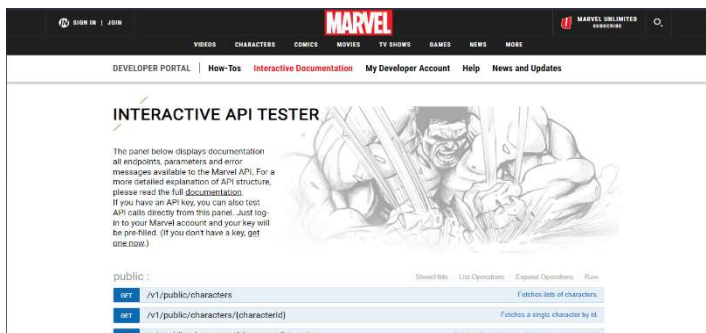 SIGN IN | JOIN
MARVEL
MARVEL UNLIMITED
SUBSCRIBE
VIDEOS CHARACTERS COMICS MOVIES TV SHOWS GAMES NEWS MORE
DEVELOPER PORTAL | How-Tos Interactive Documentation My Developer Account Help News and Updates
INTERACTIVE API TESTER
The panel below displays documentation
all endpoints, parameters and error
messages available to the Marvel API. For a
more detailed explanation of API structure,
please read the full documentation.
If you have an API key, you can also test
API calls directly from this panel. Just log-
in to your Marvel account and your key will
be pre-filled. (If you don't have a key, get
one now.)
public :
Show/Hide List Operations Expand Operations Raw
GET /v1/public/characters Fetches lists of characters.
GET /v1/public/characters/{characterId} Fetches a single character by id.